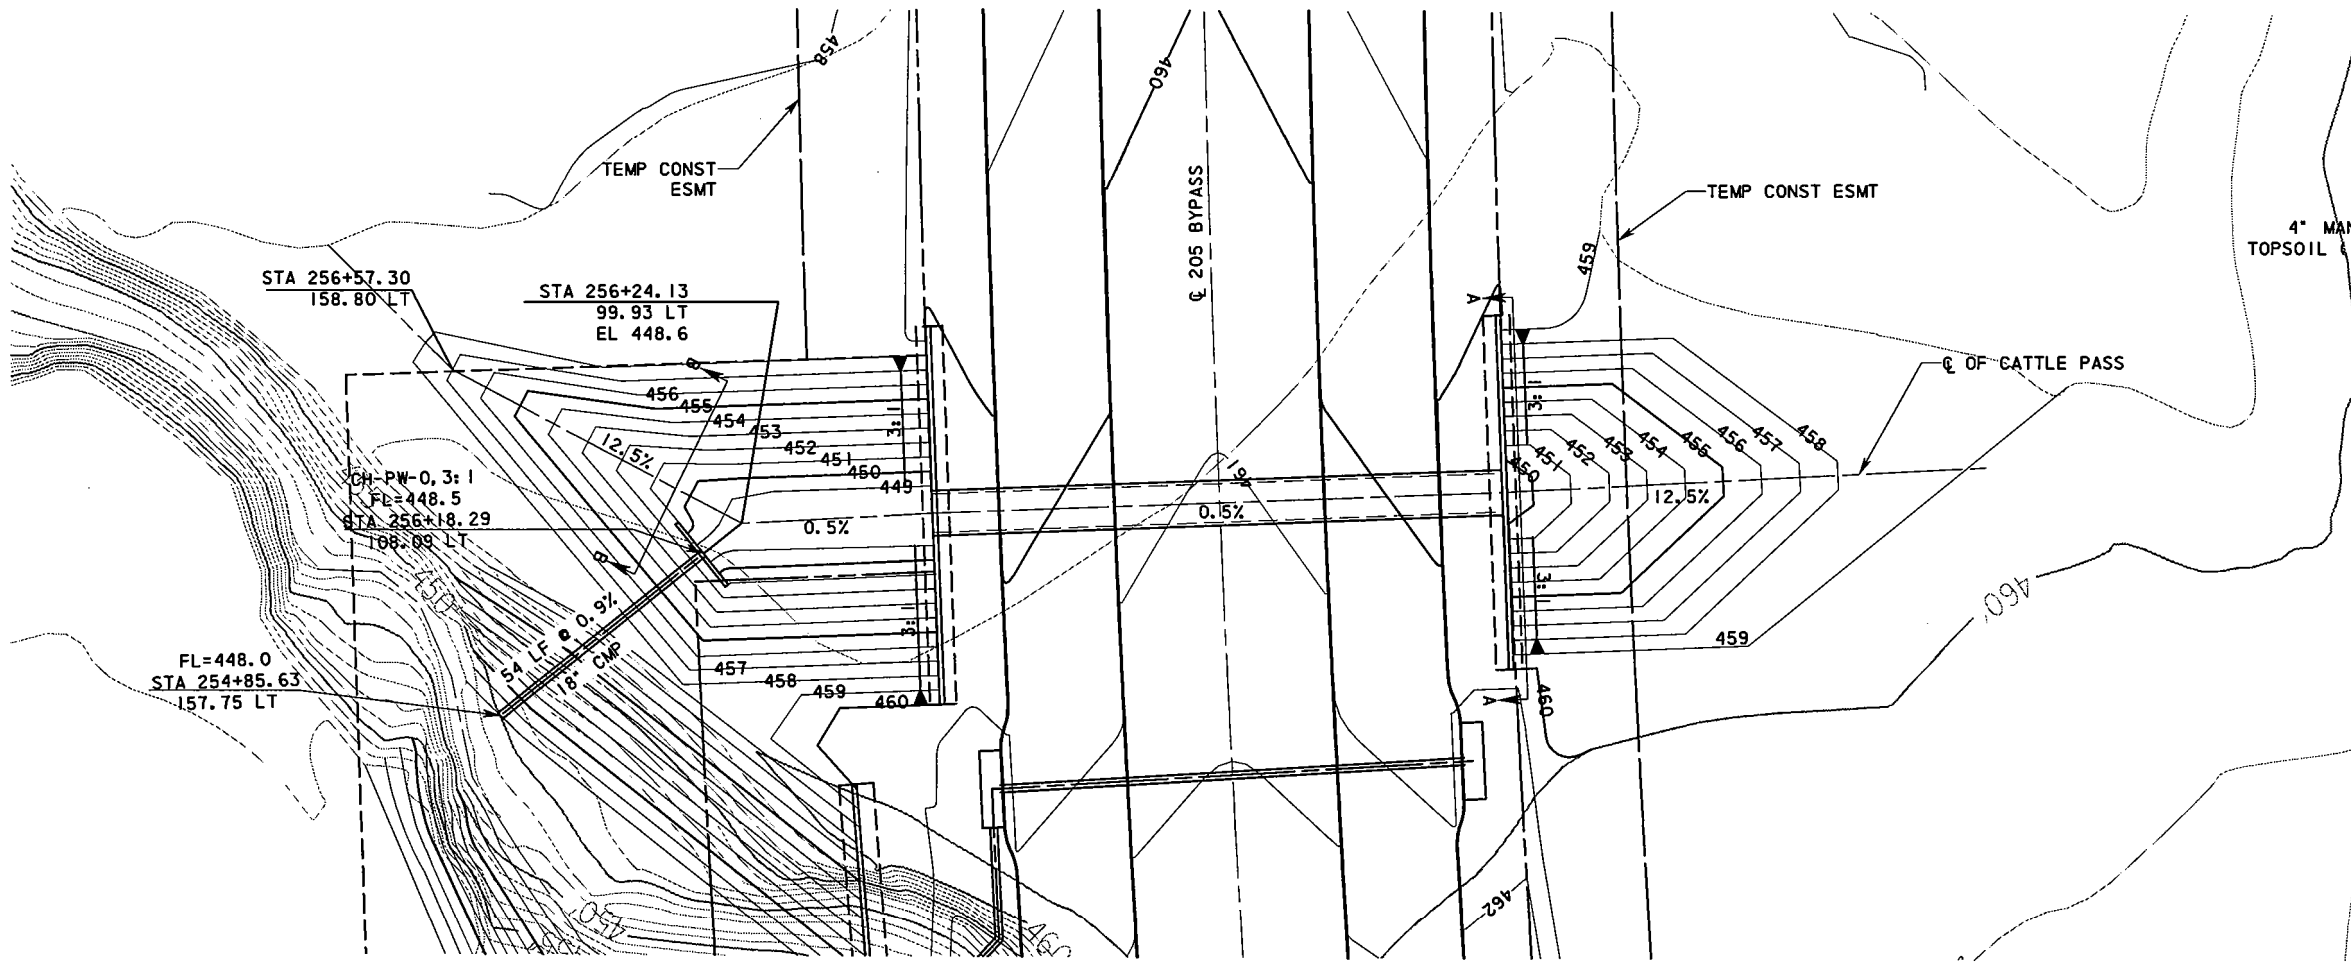 458
460
TEMP CONST
ESMT
℄ 205 BYPASS
TEMP CONST ESMT
4" MAN
TOPSOIL
459
STA 256+57.30
158.80 LT
STA 256+24.13
99.93 LT
EL 448.6
A
B
℄ OF CATTLE PASS
456
455
454
453
452
451
450
449
3:1
12.5%
3:1
458
457
456
455
454
453
452
451
450
12.5%
CH-PW-0, 3:1
FL=448.5
STA 256+18.29
108.09 LT
0.5%
194
0.5%
B
450
54 LF @ 0.9%
18" CMP
3:1
3:1
460
FL=448.0
STA 254+85.63
157.75 LT
457
458
459
460
459
A
460
462
450
460